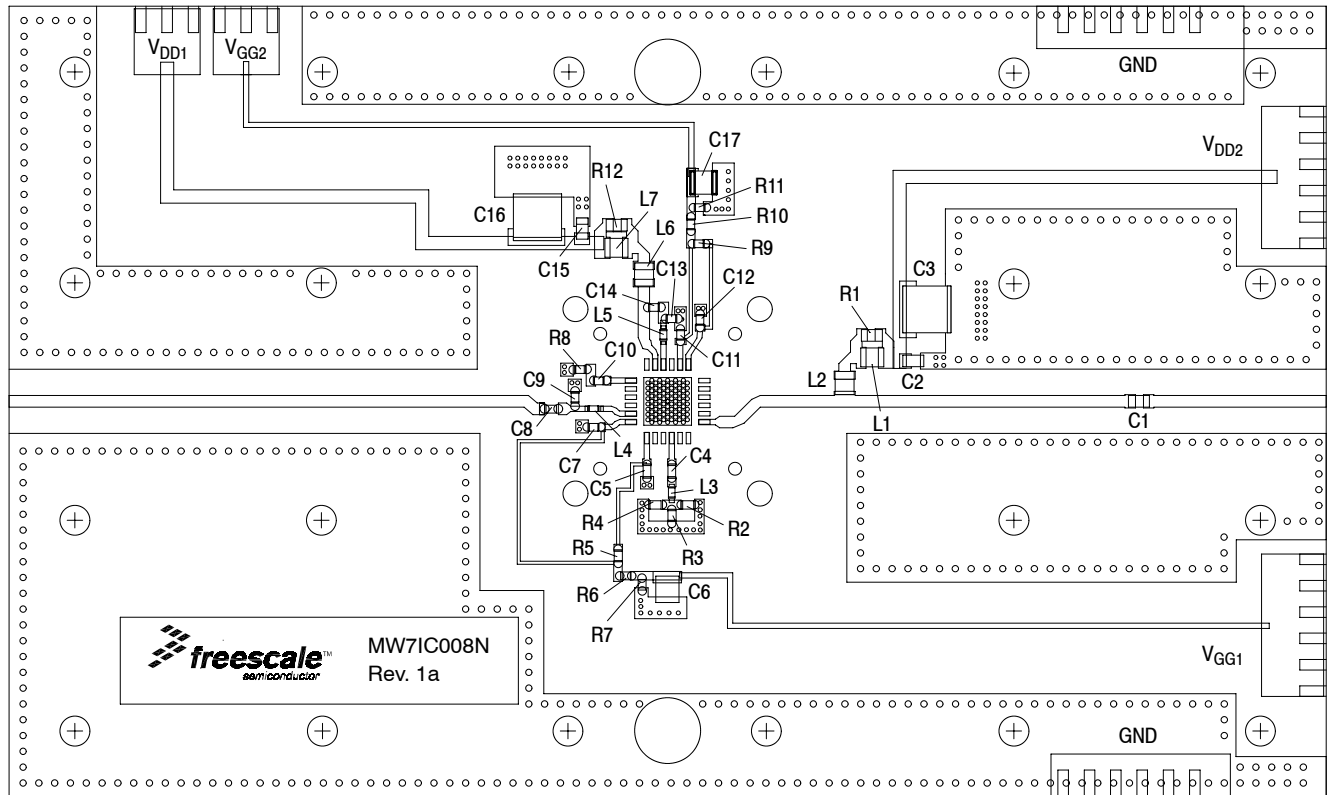 VDD1
VGG2
GND
VDD2
C17
R12
R11
L7
C16
R10
L6
R9
C15
C13
C3
C12
C14
R1
L5
R8
C10
C11
C9
L2
C2
C8
L4
L1
C1
C7
C4
C5
L3
R4
R2
R3
R5
R6
C6
R7
freescale™
semiconductor
MW7IC008N
Rev. 1a
VGG1
GND